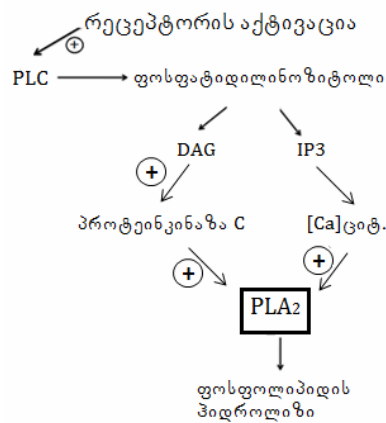 რეცეპტორის აქტივაცია
+
PLC ფოსფატიდილინოზიტოლი
DAG IP3
+
პროტეინკინაზა C [Ca]ციტ.
+ +
PLA2
ფოსფოლიპიდის
ჰიდროლიზი